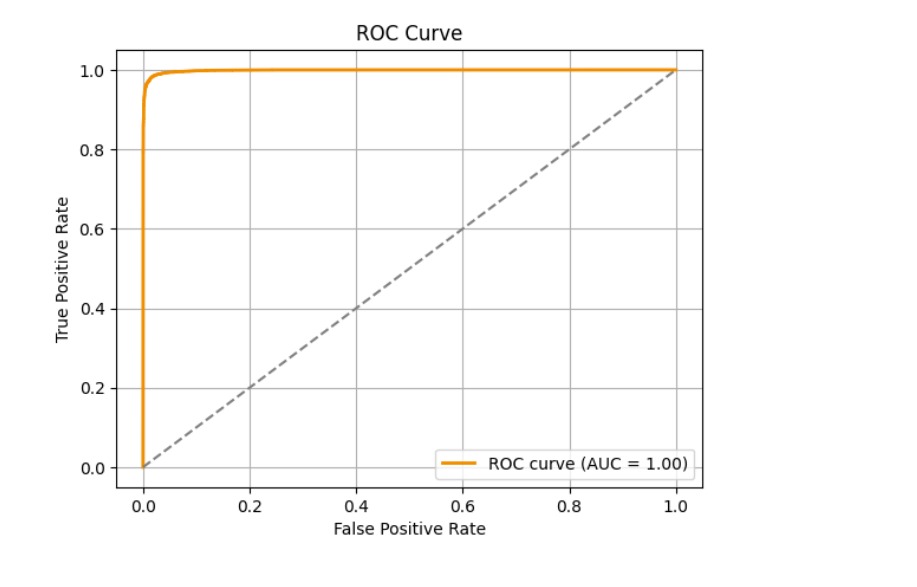 ROC Curve
1.0
0.8
0.6
0.4
0.2
0.0
True Positive Rate
ROC curve (AUC = 1.00)
0.0 0.2 0.4 0.6 0.8 1.0
False Positive Rate